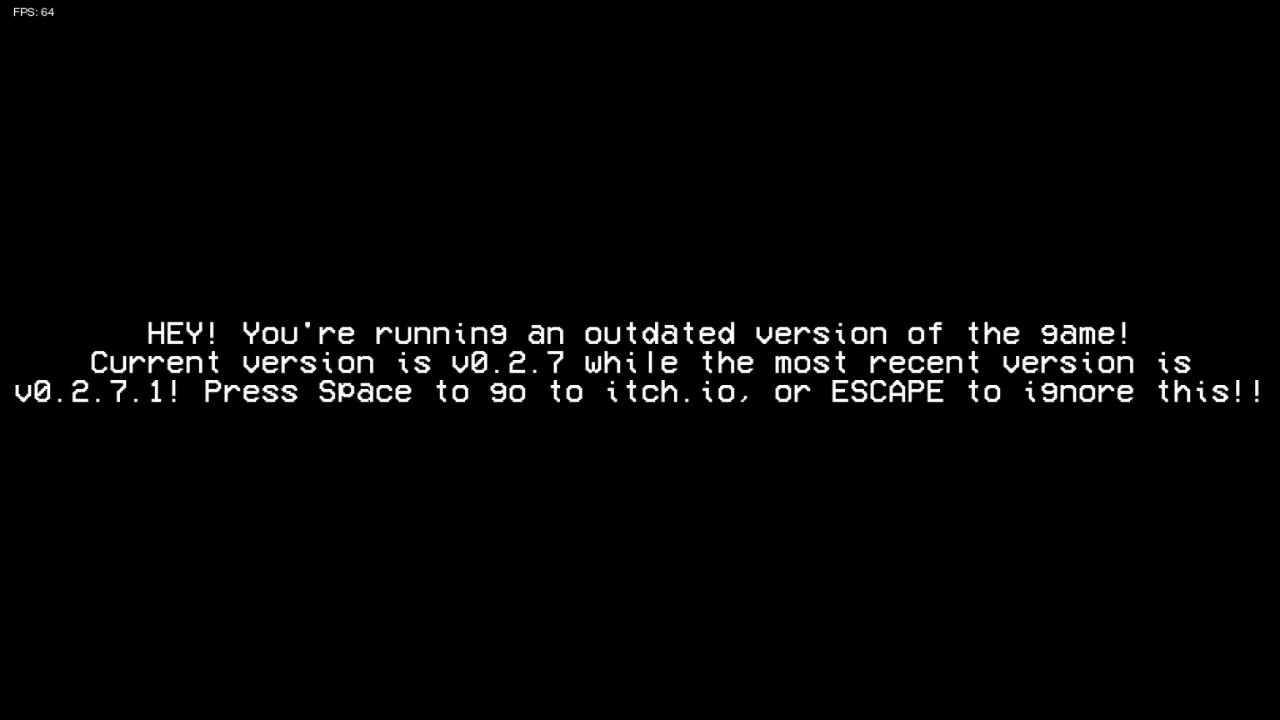 FPS: 64
HEY! You're running an outdated version of the game!
Current version is v0.2.7 while the most recent version is
v0.2.7.1! Press Space to go to itch.io, or ESCAPE to ignore this!!